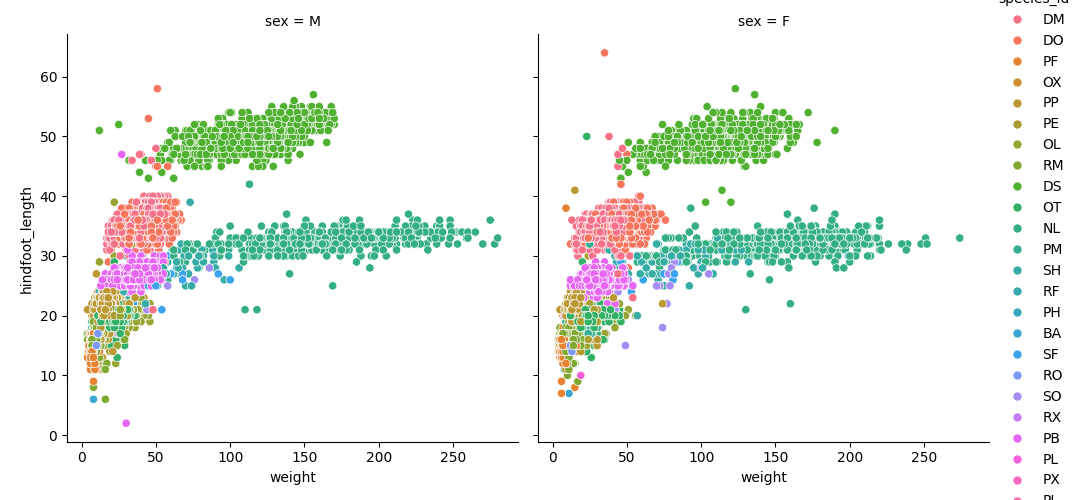 sex = M
sex = F
species_id
hindfoot_length
60
50
40
30
20
10
0
0 50 100 150 200 250
0 50 100 150 200 250
weight
weight
DM
DO
PF
OX
PP
PE
OL
RM
DS
OT
NL
PM
SH
RF
PH
BA
SF
RO
SO
RX
PB
PL
PX